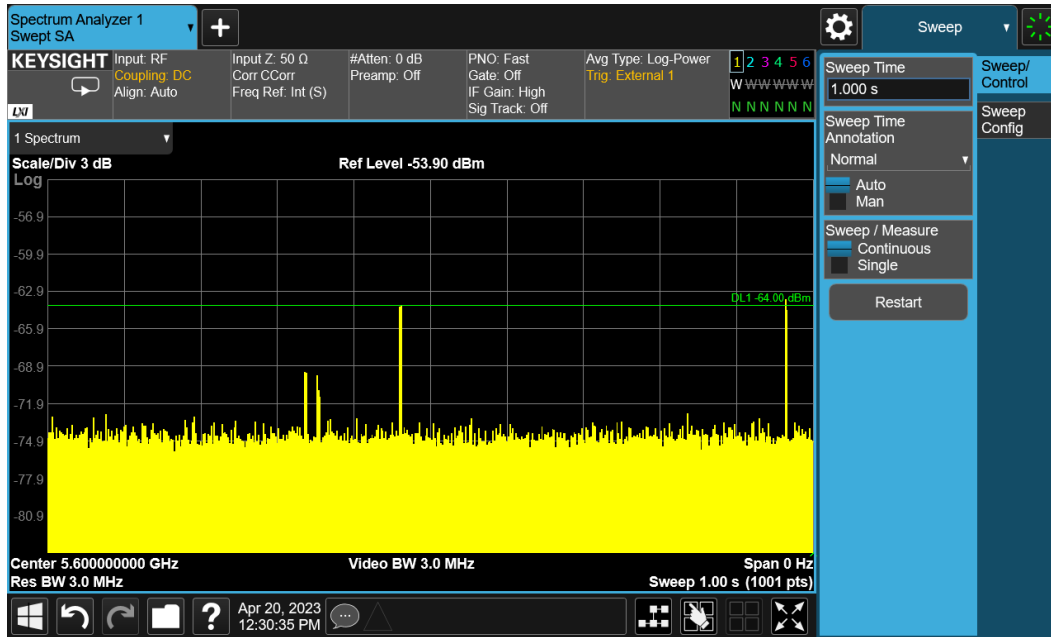 Spectrum Analyzer 1
Swept SA
+
Sweep
KEYSIGHT
Input: RF
Coupling: DC
Align: Auto
Input Z: 50 Ω
Corr CCorr
Freq Ref: Int (S)
#Atten: 0 dB
Preamp: Off
PNO: Fast
Gate: Off
IF Gain: High
Sig Track: Off
Avg Type: Log-Power
Trig: External 1
1 2 3 4 5 6
W W W W W W
N N N N N N
LXI
1 Spectrum
Scale/Div 3 dB
Ref Level -53.90 dBm
Log
-56.9
-59.9
-62.9
DL1 -64.00 dBm
-65.9
-68.9
-71.9
-74.9
-77.9
-80.9
Center 5.600000000 GHz
Video BW 3.0 MHz
Span 0 Hz
Res BW 3.0 MHz
Sweep 1.00 s (1001 pts)
Sweep Time
1.000 s
Sweep Time
Annotation
Normal
Auto
Man
Sweep / Measure
Continuous
Single
Restart
Sweep/
Control
Sweep
Config
?
Apr 20, 2023
12:30:35 PM